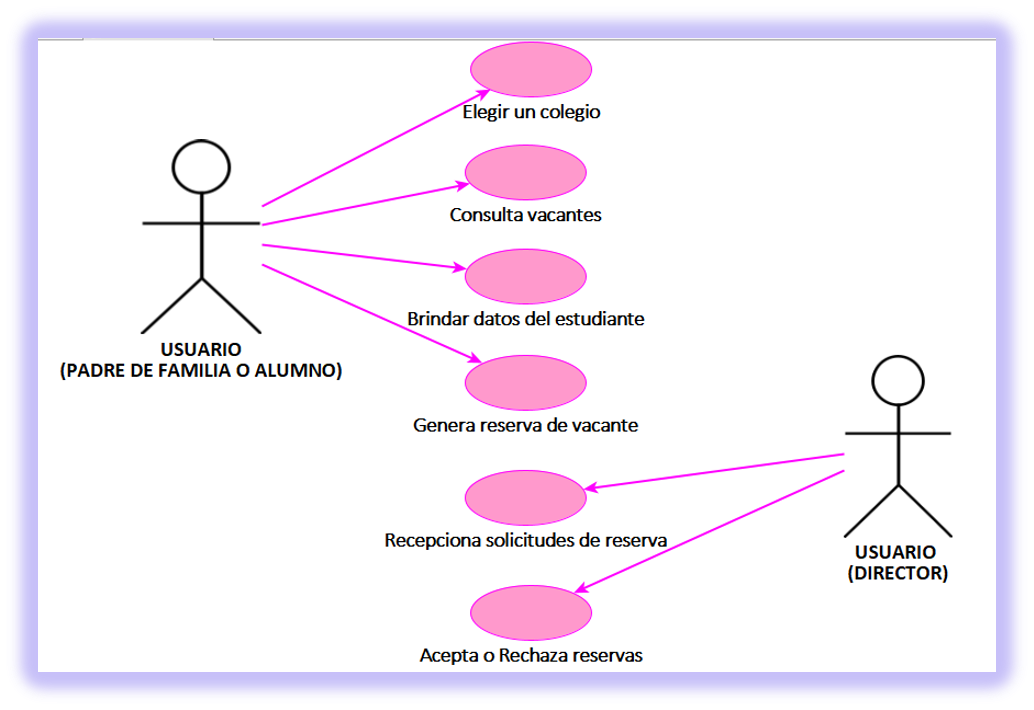 Elegir un colegio
Consulta vacantes
Brindar datos del estudiante
USUARIO
(PADRE DE FAMILIA O ALUMNO)
Genera reserva de vacante
Recepciona solicitudes de reserva
USUARIO
(DIRECTOR)
Acepta o Rechaza reservas